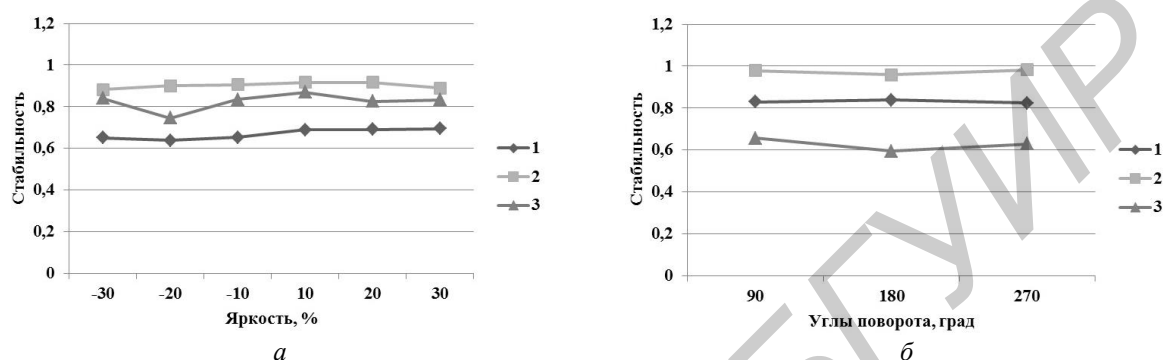 1,2
1
0,8
0,6
0,4
0,2
0
Стабильность
-30 -20 -10 10 20 30
Яркость, %
1
2
3
а
1,2
1
0,8
0,6
0,4
0,2
0
Стабильность
90 180 270
Углы поворота, град
1
2
3
б
БГУИР